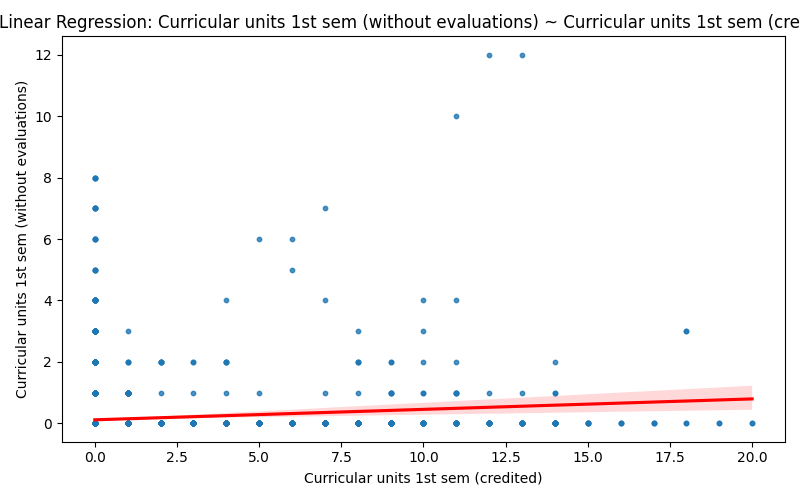 Linear Regression: Curricular units 1st sem (without evaluations) ~ Curricular units 1st sem (cre
Curricular units 1st sem (without evaluations)
12
10
8
6
4
2
0
0.0 2.5 5.0 7.5 10.0 12.5 15.0 17.5 20.0
Curricular units 1st sem (credited)